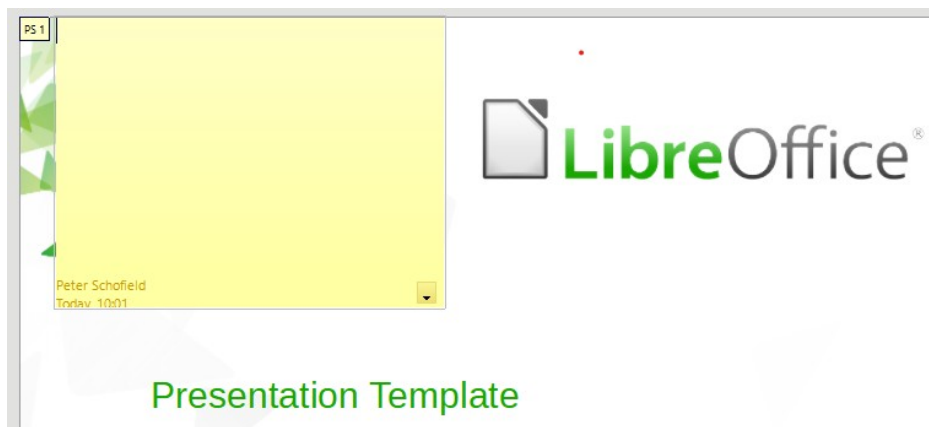 PS 1
LibreOffice®
Peter Schofield
Today, 10:01
Presentation Template